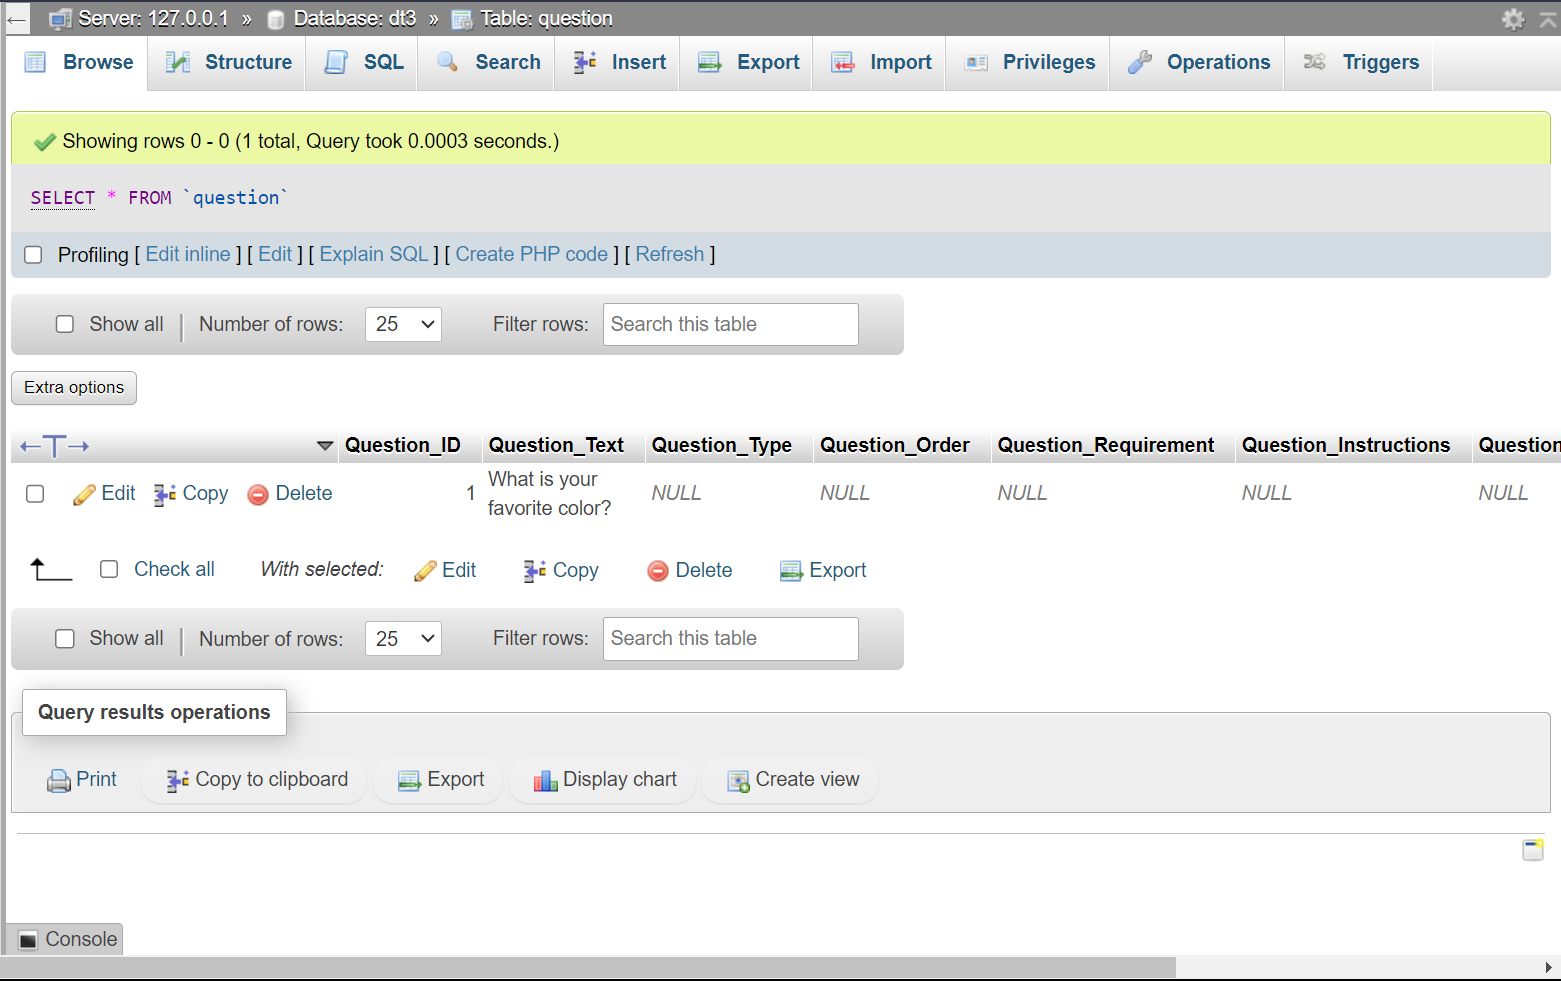 Server: 127.0.0.1 » Database: dt3 » Table: question
Browse Structure SQL Search Insert Export Import Privileges Operations Triggers
Showing rows 0 - 0 (1 total, Query took 0.0003 seconds.)
SELECT * FROM `question`
Profiling [ Edit inline ] [ Edit ] [ Explain SQL ] [ Create PHP code ] [ Refresh ]
Show all | Number of rows: 25 Filter rows: Search this table
Extra options
←T→ Question_ID Question_Text Question_Type Question_Order Question_Requirement Question_Instructions Question
Edit Copy Delete 1 What is your NULL NULL NULL NULL NULL
favorite color?
Check all With selected: Edit Copy Delete Export
Show all | Number of rows: 25 Filter rows: Search this table
Query results operations
Print Copy to clipboard Export Display chart Create view
Console